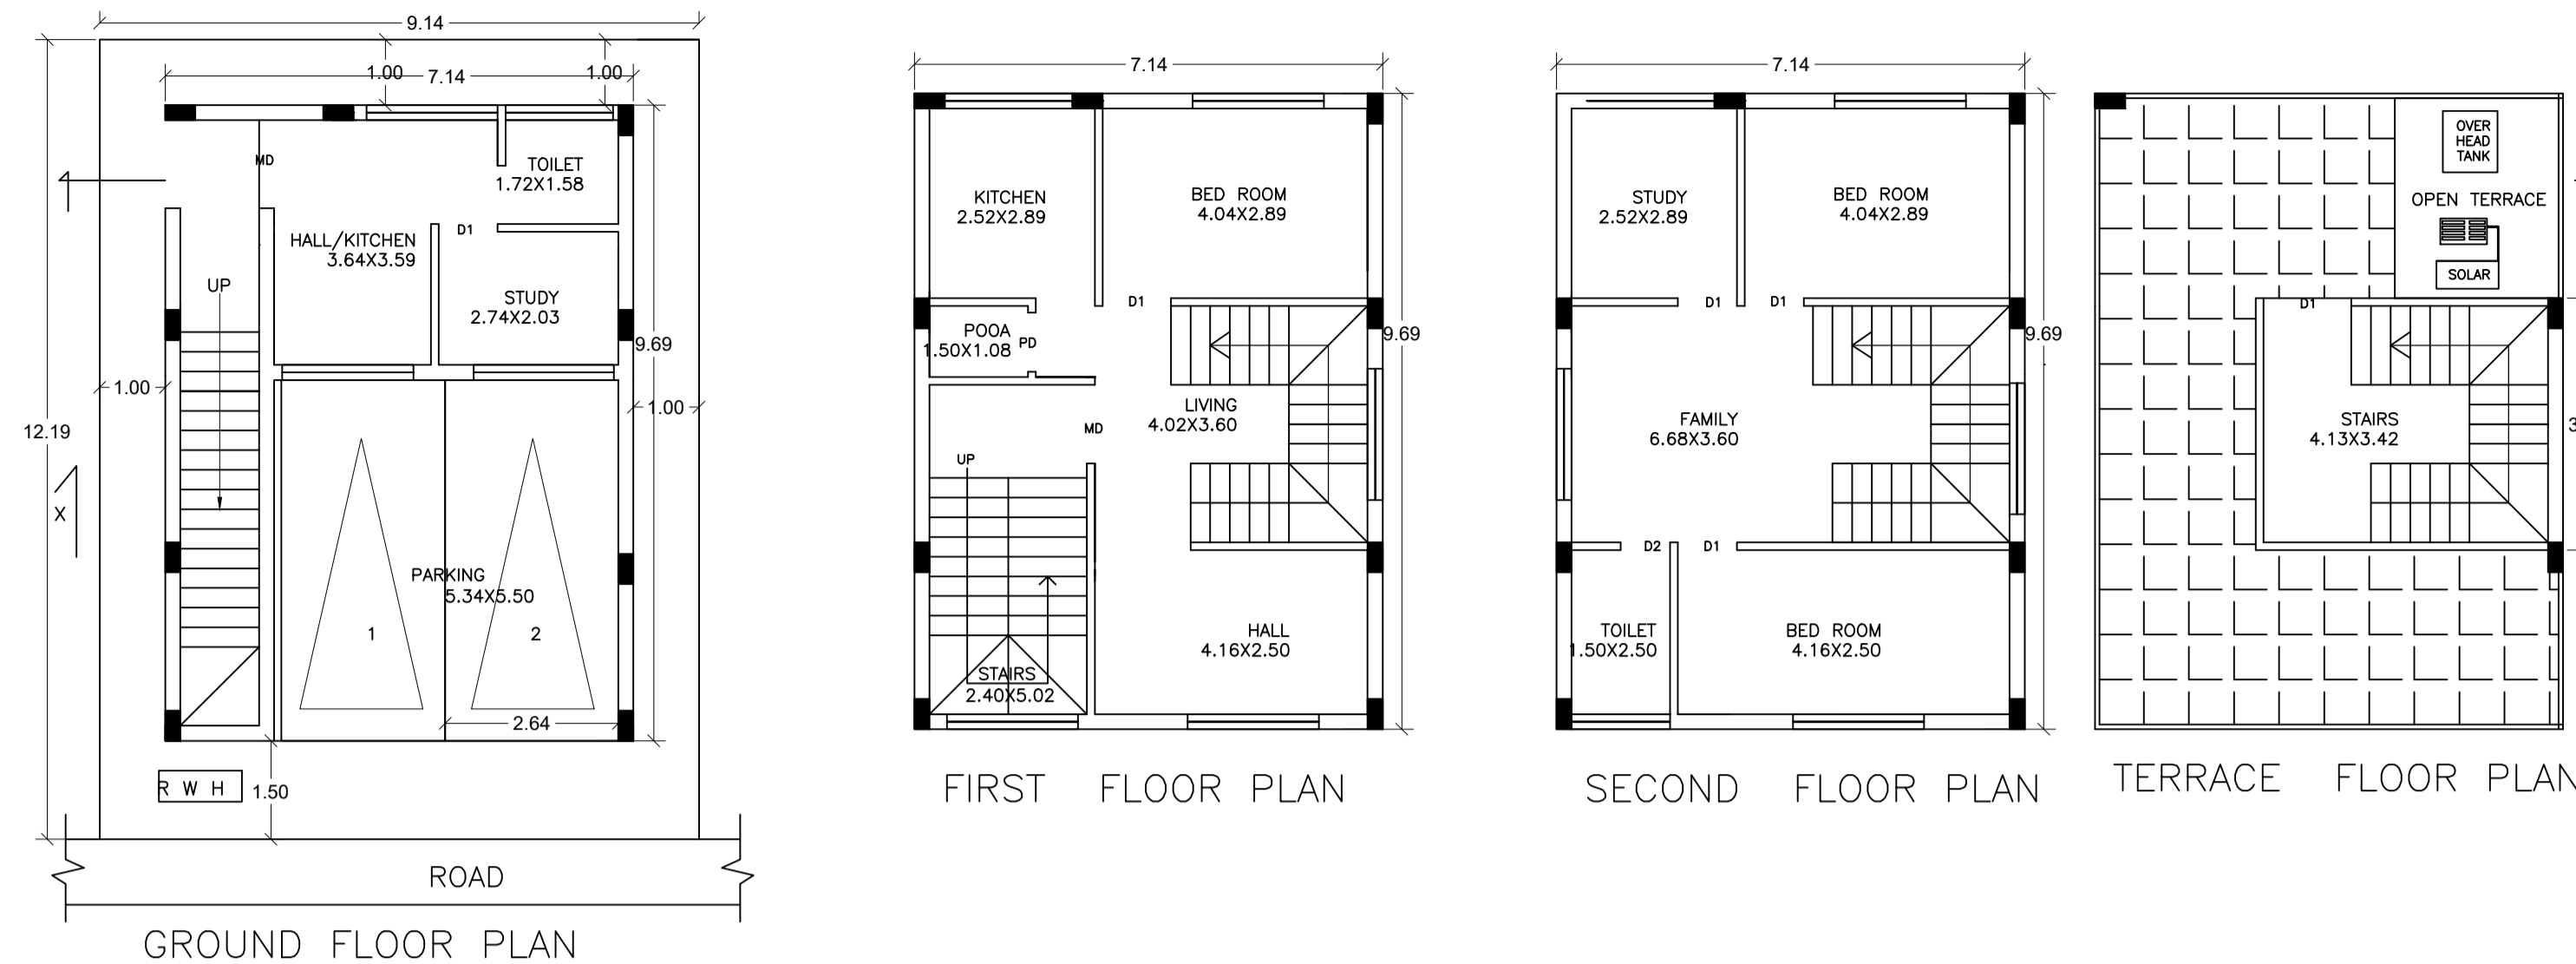 9.14
1.00
7.14
1.00
MD
TOILET
1.72X1.58
HALL/KITCHEN
3.64X3.59
D1
UP
STUDY
2.74X2.03
9.69
1.00
1.00
12.19
X
PARKING
5.34X5.50
1
2
2.64
R W H
1.50
ROAD
GROUND FLOOR PLAN
7.14
KITCHEN
2.52X2.89
BED ROOM
4.04X2.89
D1
POOA
1.50X1.08
PD
9.69
LIVING
4.02X3.60
MD
UP
HALL
4.16X2.50
STAIRS
2.40X5.02
FIRST FLOOR PLAN
7.14
STUDY
2.52X2.89
BED ROOM
4.04X2.89
D1
D1
9.69
FAMILY
6.68X3.60
D2
D1
TOILET
1.50X2.50
BED ROOM
4.16X2.50
SECOND FLOOR PLAN
OVER
HEAD
TANK
OPEN TERRACE
SOLAR
D1
STAIRS
4.13X3.42
3
TERRACE FLOOR PLAN